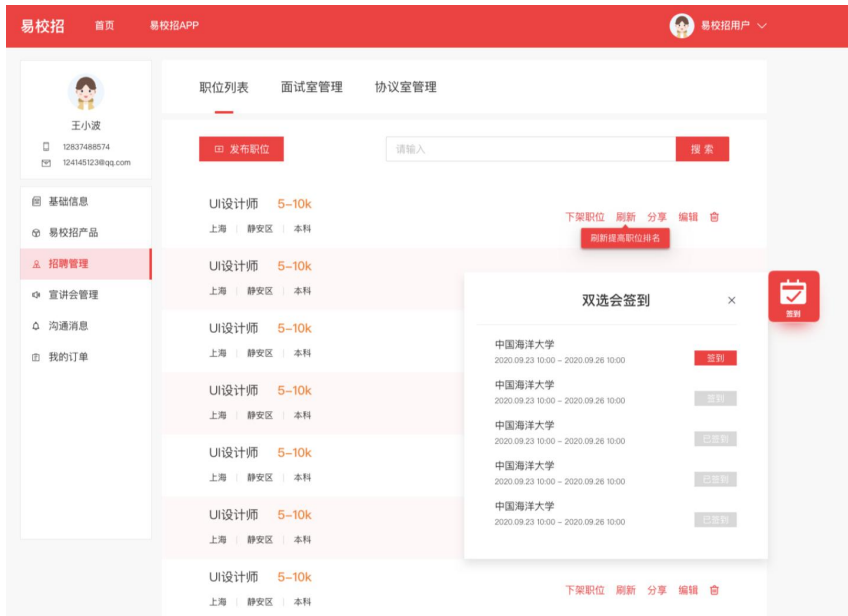 易校招 首页 易校招APP 易校招用户
王小波
12837488574
124145123@qq.com
基础信息
易校招产品
招聘管理
宣讲会管理
沟通消息
我的订单
职位列表 面试室管理 协议室管理
发布职位 请输入 搜索
UI设计师 5-10k
上海 静安区 本科
下架职位 刷新 分享 编辑
刷新提高职位排名
UI设计师 5-10k
上海 静安区 本科
UI设计师 5-10k
上海 静安区 本科
UI设计师 5-10k
上海 静安区 本科
UI设计师 5-10k
上海 静安区 本科
UI设计师 5-10k
上海 静安区 本科
UI设计师 5-10k
上海 静安区 本科
下架职位 刷新 分享 编辑
双选会签到 ×
中国海洋大学
2020.09.23 10:00 – 2020.09.26 10:00 签到
中国海洋大学
2020.09.23 10:00 – 2020.09.26 10:00 签到
中国海洋大学
2020.09.23 10:00 – 2020.09.26 10:00 已签到
中国海洋大学
2020.09.23 10:00 – 2020.09.26 10:00 已签到
中国海洋大学
2020.09.23 10:00 – 2020.09.26 10:00 已签到
签到